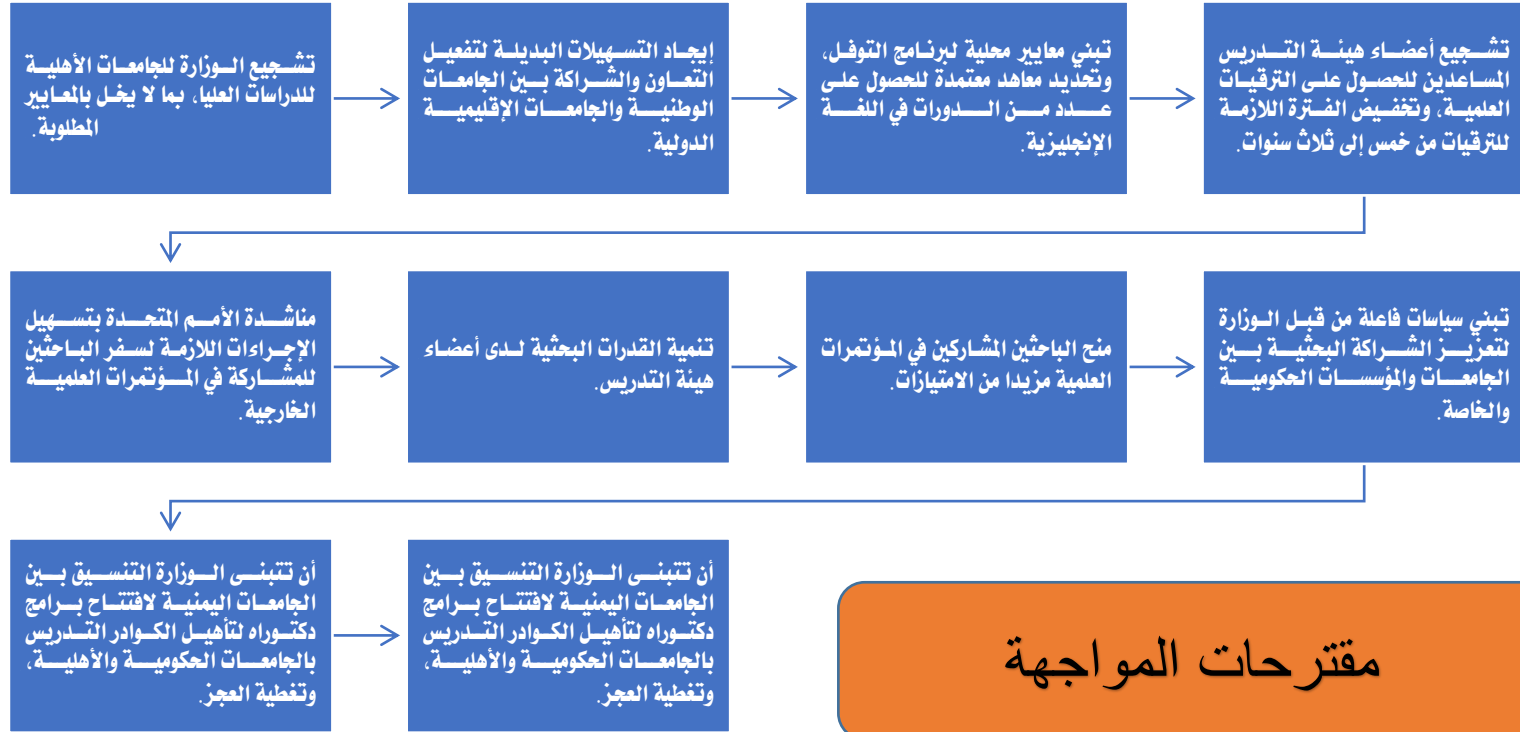 تشجيع الوزارة للجامعات الأهلية
للدراسات العليا، بما لا يخل بالمعايير
المطلوبة.
إيجاد التسهيلات البديلة لتفعيل
التعاون والشراكة بين الجامعات
الوطنية والجامعات الإقليمية
الدولية.
تبني معايير محلية لبرنامج التوفل،
وتحديد معاهد معتمدة للحصول على
عدد من الدورات في اللغة
الإنجليزية.
تشجيع أعضاء هيئة التدريس
المساعدين للحصول على الترقيات
العلمية، وتخفيض الفترة اللازمة
للترقيات من خمس إلى ثلاث سنوات.
مناشدة الأمم المتحدة بتسهيل
الإجراءات اللازمة لسفر الباحثين
للمشاركة في المؤتمرات العلمية
الخارجية.
تنمية القدرات البحثية لدى أعضاء
هيئة التدريس.
منح الباحثين المشاركين في المؤتمرات
العلمية مزيدا من الامتيازات.
تبني سياسات فاعلة من قبل الوزارة
لتعزيز الشراكة البحثية بين
الجامعات والمؤسسات الحكومية
والخاصة.
أن تتبنى الوزارة التنسيق بين
الجامعات اليمنية لافتتاح برامج
دكتوراه لتأهيل الكوادر التدريس
بالجامعات الحكومية والأهلية،
وتغطية العجز.
أن تتبنى الوزارة التنسيق بين
الجامعات اليمنية لافتتاح برامج
دكتوراه لتأهيل الكوادر التدريس
بالجامعات الحكومية والأهلية،
وتغطية العجز.
مقترحات المواجهة